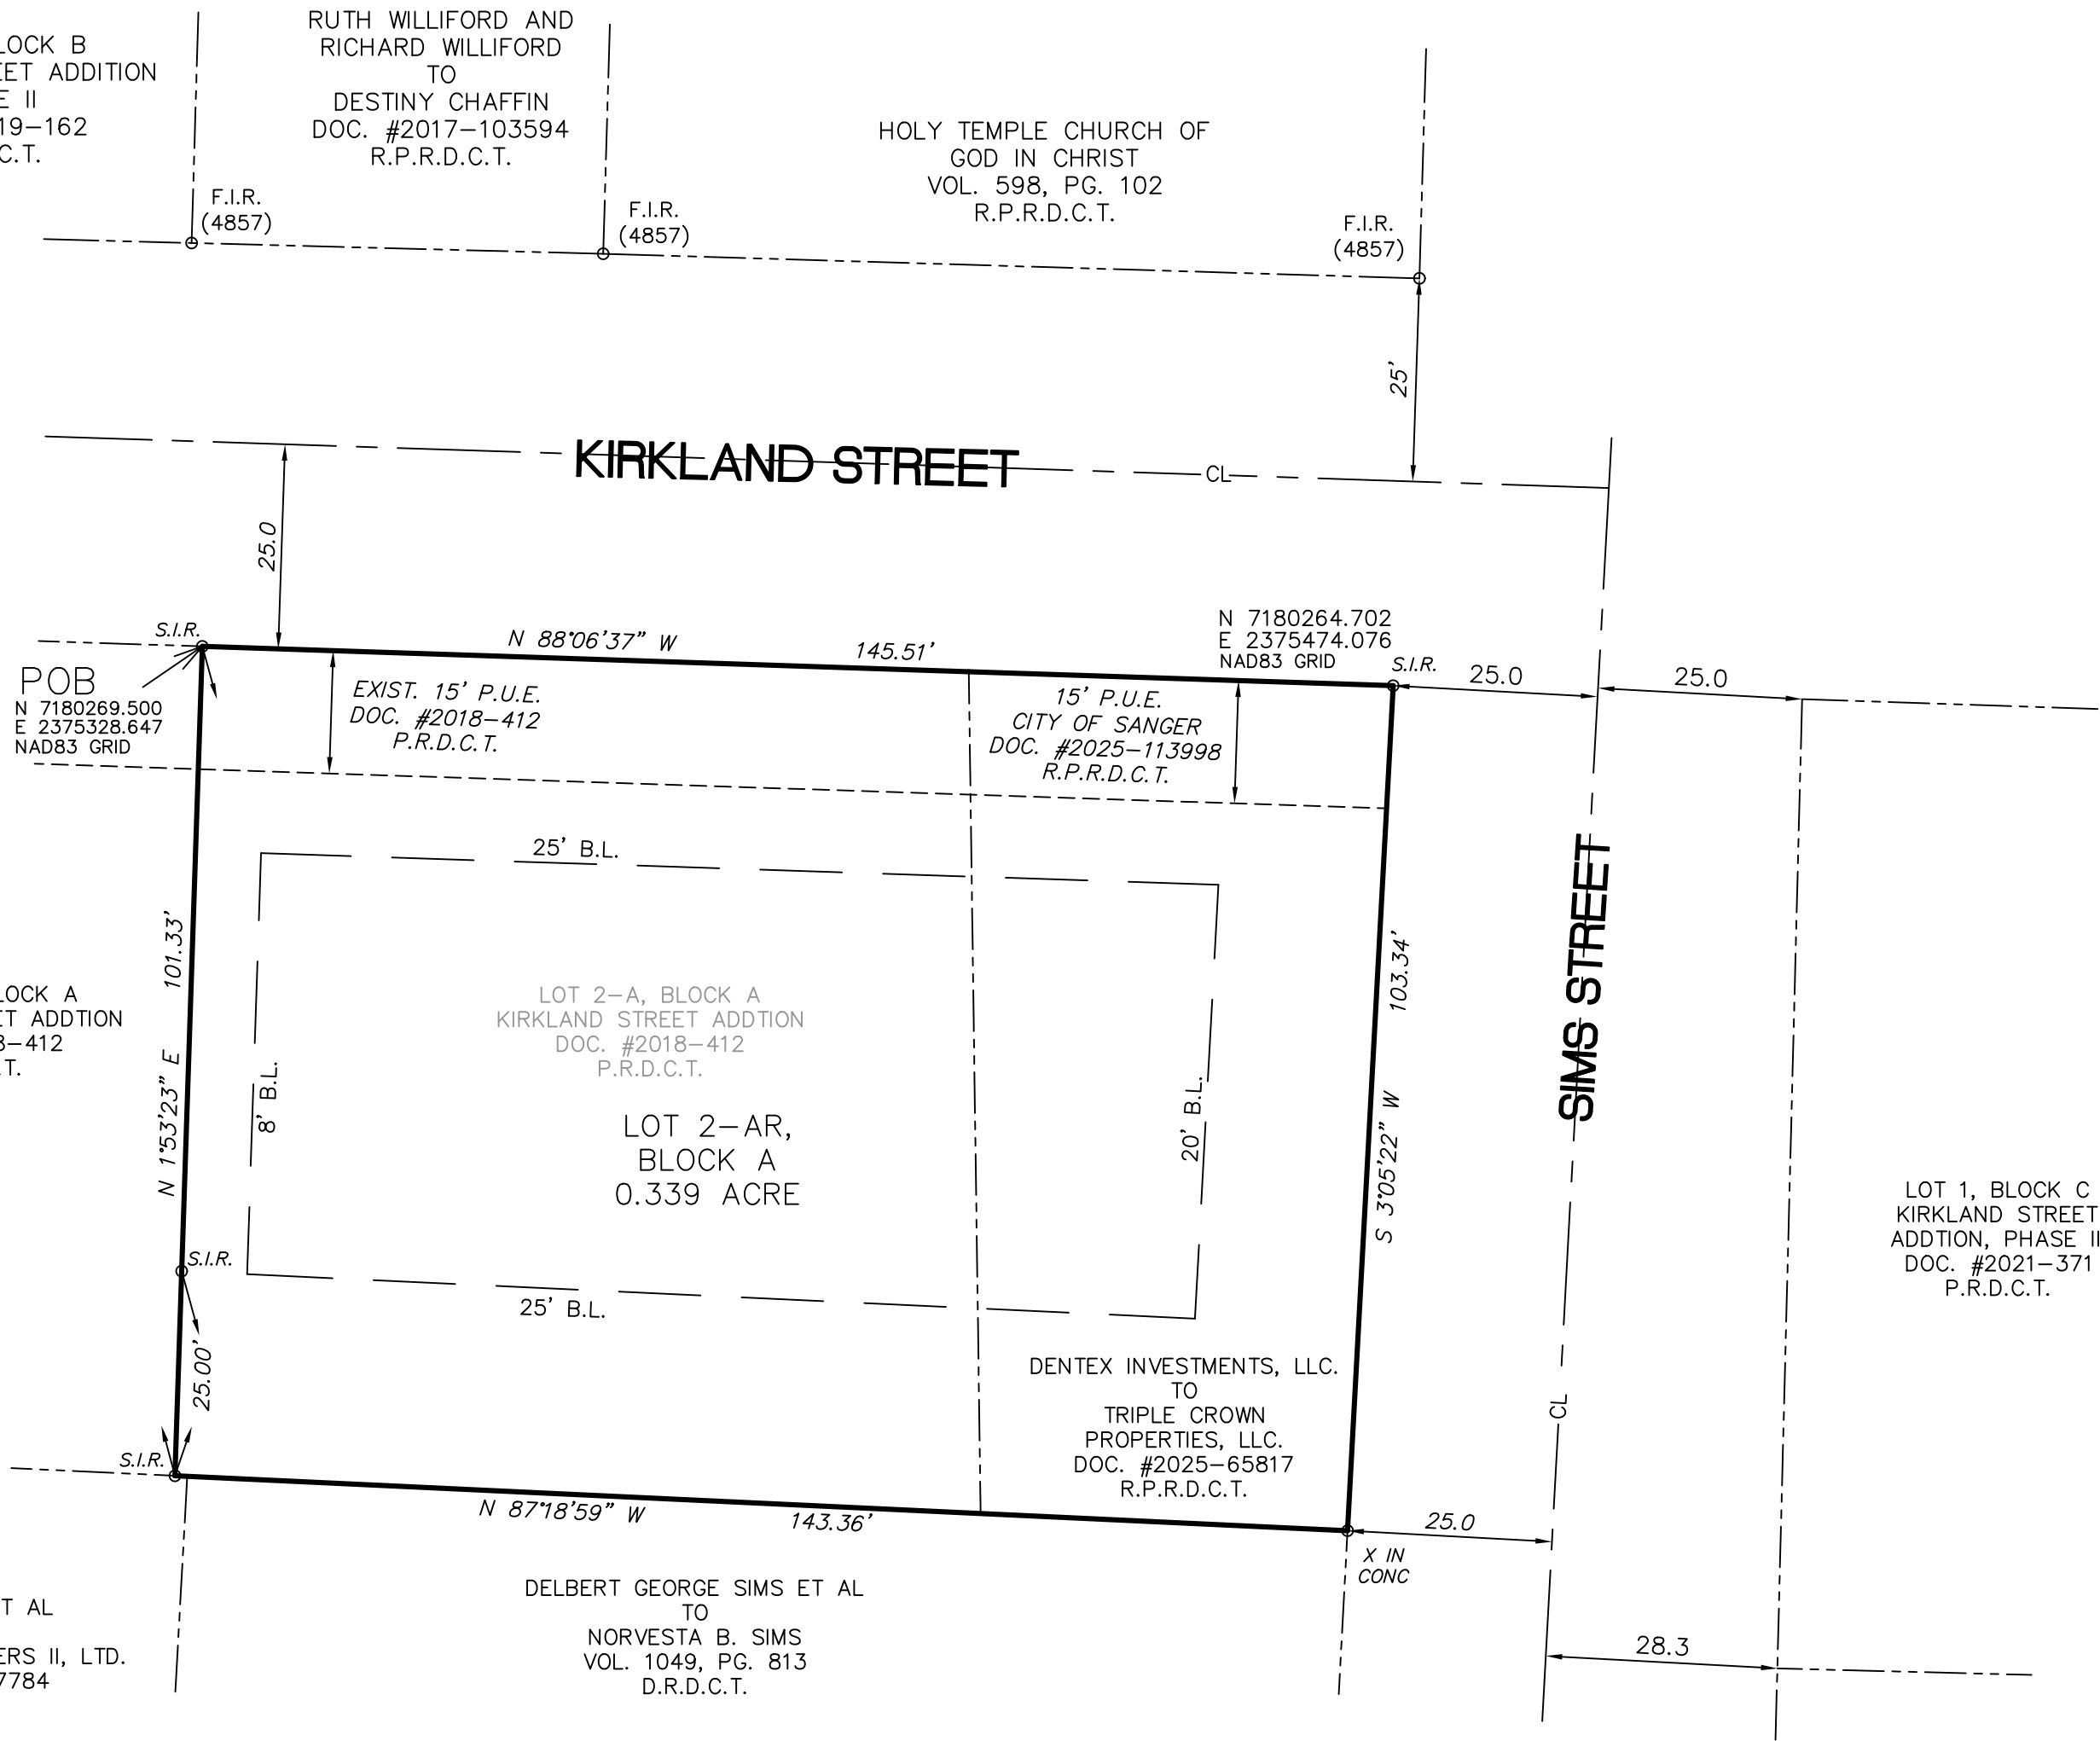 LOCK B
EET ADDITION
E II
19-162
C.T.
RUTH WILLIFORD AND
RICHARD WILLIFORD
TO
DESTINY CHAFFIN
DOC. #2017-103594
R.P.R.D.C.T.
HOLY TEMPLE CHURCH OF
GOD IN CHRIST
VOL. 598, PG. 102
R.P.R.D.C.T.
F.I.R.
(4857)
F.I.R.
(4857)
F.I.R.
(4857)
25'
KIRKLAND STREET
CL
25.0
S.I.R.
POB
N 7180269.500
E 2375328.647
NAD83 GRID
N 88°06'37" W 145.51'
N 7180264.702
E 2375474.076
NAD83 GRID
S.I.R.
25.0
25.0
EXIST. 15' P.U.E.
DOC. #2018-412
P.R.D.C.T.
15' P.U.E.
CITY OF SANGER
DOC. #2025-113998
R.P.R.D.C.T.
25' B.L.
N 1°53'23" E 101.33'
8' B.L.
LOT 2-A, BLOCK A
KIRKLAND STREET ADDTION
DOC. #2018-412
P.R.D.C.T.
LOT 2-AR,
BLOCK A
0.339 ACRE
20' B.L.
S 3°05'22" W 103.34'
SIMS STREET
CL
LOCK A
ET ADDTION
8-412
.T.
LOT 1, BLOCK C
KIRKLAND STREET
ADDTION, PHASE II
DOC. #2021-371
P.R.D.C.T.
S.I.R.
25.00'
25' B.L.
DENTEX INVESTMENTS, LLC.
TO
TRIPLE CROWN
PROPERTIES, LLC.
DOC. #2025-65817
R.P.R.D.C.T.
S.I.R.
N 87°18'59" W 143.36'
25.0
X IN
CONC
DELBERT GEORGE SIMS ET AL
TO
NORVESTA B. SIMS
VOL. 1049, PG. 813
D.R.D.C.T.
T AL
ERS II, LTD.
7784
28.3